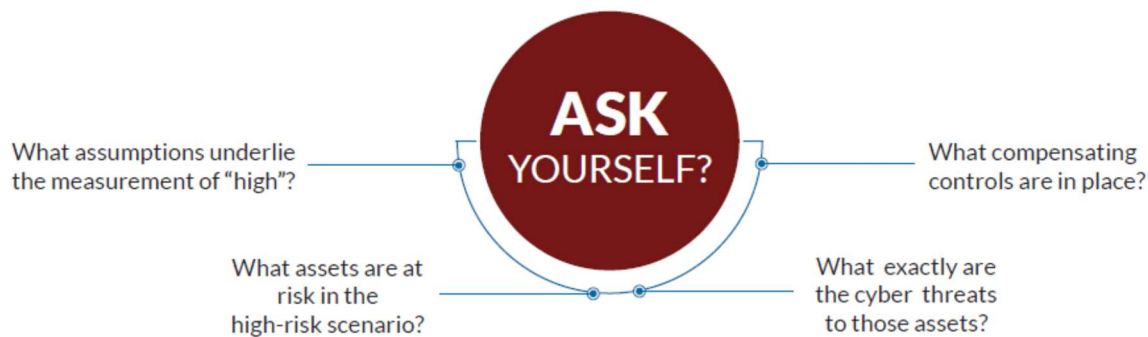 ASK
YOURSELF?
What assumptions underlie
the measurement of “high”?
What assets are at
risk in the
high-risk scenario?
What exactly are
the cyber threats
to those assets?
What compensating
controls are in place?